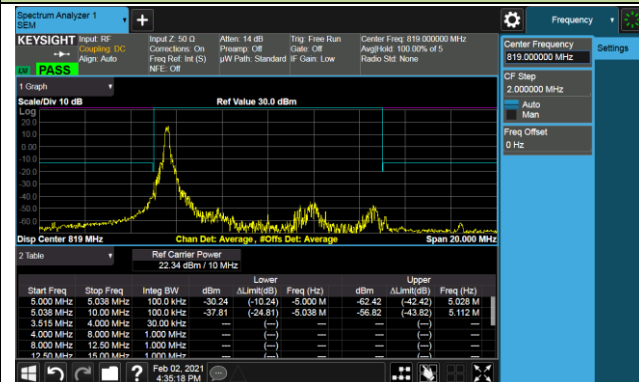 Spectrum Analyzer 1
SEM
Frequency
KEYSIGHT
Input: RF
Coupling: DC
Align: Auto
Input Z: 50 Ω
Corrections: On
Freq Ref: Int (S)
NFE: Off
Atten: 14 dB
Preamp: Off
µW Path: Standard
Trig: Free Run
Gate: Off
IF Gain: Low
Center Freq: 819.000000 MHz
Avg|Hold: 100.00% of 5
Radio Std: None
PASS
Center Frequency
819.000000 MHz
Settings
CF Step
2.000000 MHz
Auto
Man
Freq Offset
0 Hz
1 Graph
Scale/Div 10 dB
Ref Value 30.0 dBm
Log
20.0
10.0
0.00
-10.0
-20.0
-30.0
-40.0
-50.0
-60.0
Disp Center 819 MHz
Chan Det: Average , #Offs Det: Average
Span 20.000 MHz
2 Table
Ref Carrier Power
22.34 dBm / 10 MHz
Lower Upper
Start Freq Stop Freq Integ BW dBm ΔLimit(dB) Freq (Hz) dBm ΔLimit(dB) Freq (Hz)
5.000 MHz 5.038 MHz 100.0 kHz -30.24 (-10.24) -5.000 M -62.42 (-42.42) 5.028 M
5.038 MHz 10.00 MHz 100.0 kHz -37.81 (-24.81) -5.038 M -56.82 (-43.82) 5.112 M
3.515 MHz 4.000 MHz 30.00 kHz --- (---) --- --- (---) ---
4.000 MHz 8.000 MHz 1.000 MHz --- (---) --- --- (---) ---
8.000 MHz 12.50 MHz 1.000 MHz --- (---) --- --- (---) ---
12.50 MHz 15.00 MHz 1.000 MHz --- (---) --- --- (---) ---
?
Feb 02, 2021
4:35:18 PM